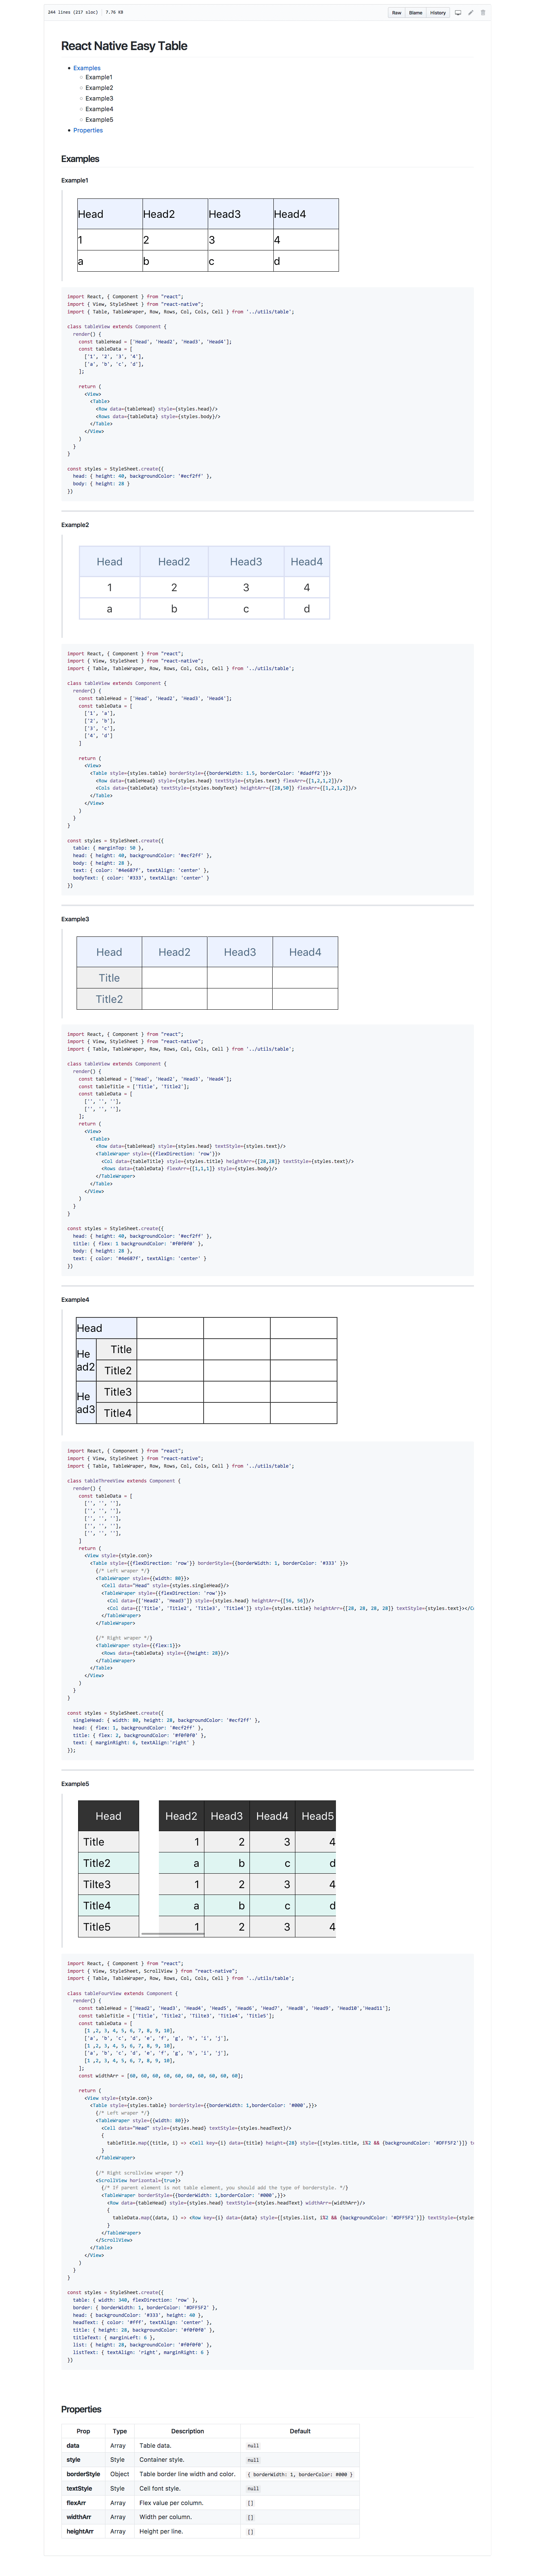 244 lines (217 sloc) 7.76 KB Raw Blame History
React Native Easy Table
Examples
Example1
Example2
Example3
Example4
Example5
Properties
Examples
Example1
Head Head2 Head3 Head4
1 2 3 4
a b c d
import React, { Component } from "react";
import { View, StyleSheet } from "react-native";
import { Table, TableWraper, Row, Rows, Col, Cols, Cell } from '../utils/table';
class tableView extends Component {
render() {
const tableHead = ['Head', 'Head2', 'Head3', 'Head4'];
const tableData = [
['1', '2', '3', '4'],
['a', 'b', 'c', 'd'],
];
return (
<View>
<Table>
<Row data={tableHead} style={styles.head}/>
<Rows data={tableData} style={styles.body}/>
</Table>
</View>
)
}
}
const styles = StyleSheet.create({
head: { height: 40, backgroundColor: '#ecf2ff' },
body: { height: 28 }
})
Example2
Head Head2 Head3 Head4
1 2 3 4
a b c d
import React, { Component } from "react";
import { View, StyleSheet } from "react-native";
import { Table, TableWraper, Row, Rows, Col, Cols, Cell } from '../utils/table';
class tableView extends Component {
render() {
const tableHead = ['Head', 'Head2', 'Head3', 'Head4'];
const tableData = [
['1', 'a'],
['2', 'b'],
['3', 'c'],
['4', 'd']
]
return (
<View>
<Table style={styles.table} borderStyle={{borderWidth: 1.5, borderColor: '#dadff2'}}>
<Row data={tableHead} style={styles.head} textStyle={styles.text} flexArr={[1,2,1,2]}/>
<Cols data={tableData} textStyle={styles.bodyText} heightArr={[28,50]} flexArr={[1,2,1,2]}/>
</Table>
</View>
)
}
}
const styles = StyleSheet.create({
table: { marginTop: 50 },
head: { height: 40, backgroundColor: '#ecf2ff' },
body: { height: 28 },
text: { color: '#4e687f', textAlign: 'center' },
bodyText: { color: '#333', textAlign: 'center' }
})
Example3
Head Head2 Head3 Head4
Title
Title2
import React, { Component } from "react";
import { View, StyleSheet } from "react-native";
import { Table, TableWraper, Row, Rows, Col, Cols, Cell } from '../utils/table';
class tableView extends Component {
render() {
const tableHead = ['Head', 'Head2', 'Head3', 'Head4'];
const tableTitle = ['Title', 'Title2'];
const tableData = [
['', '', ''],
['', '', ''],
];
return (
<View>
<Table>
<Row data={tableHead} style={styles.head} textStyle={styles.text}/>
<TableWraper style={{flexDirection: 'row'}}>
<Col data={tableTitle} style={styles.title} heightArr={[28,28]} textStyle={styles.text}/>
<Rows data={tableData} flexArr={[1,1,1]} style={styles.body}/>
</TableWraper>
</Table>
</View>
)
}
}
const styles = StyleSheet.create({
head: { height: 40, backgroundColor: '#ecf2ff' },
title: { flex: 1 backgroundColor: '#f0f0f0' },
body: { height: 28 },
text: { color: '#4e687f', textAlign: 'center' }
})
Example4
Head
Head2 Title
Title2
Head3 Title3
Title4
import React, { Component } from "react";
import { View, StyleSheet } from "react-native";
import { Table, TableWraper, Row, Rows, Col, Cols, Cell } from '../utils/table';
class tableThreeView extends Component {
render() {
const tableData = [
['', '', ''],
['', '', ''],
['', '', ''],
['', '', ''],
['', '', ''],
]
return (
<View style={style.con}>
<Table style={{flexDirection: 'row'}} borderStyle={{borderWidth: 1, borderColor: '#333' }}>
{/* Left wraper */}
<TableWraper style={{width: 80}}>
<Cell data="Head" style={styles.singleHead}/>
<TableWraper style={{flexDirection: 'row'}}>
<Col data={['Head2', 'Head3']} style={styles.head} heightArr={[56, 56]}/>
<Col data={['Title', 'Title2', 'Title3', 'Title4']} style={styles.title} heightArr={[28, 28, 28, 28]} textStyle={styles.text}></Co
</TableWraper>
</TableWraper>
{/* Right wraper */}
<TableWraper style={{flex:1}}>
<Rows data={tableData} style={{height: 28}}/>
</TableWraper>
</Table>
</View>
)
}
}
const styles = StyleSheet.create({
singleHead: { width: 80, height: 28, backgroundColor: '#ecf2ff' },
head: { flex: 1, backgroundColor: '#ecf2ff' },
title: { flex: 2, backgroundColor: '#f0f0f0' },
text: { marginRight: 6, textAlign:'right' }
});
Example5
Head Head2 Head3 Head4 Head5
Title 1 2 3 4
Title2 a b c d
Tilte3 1 2 3 4
Title4 a b c d
Title5 1 2 3 4
import React, { Component } from "react";
import { View, StyleSheet, ScrollView } from "react-native";
import { Table, TableWraper, Row, Rows, Col, Cols, Cell } from '../utils/table';
class tableFourView extends Component {
render() {
const tableHead = ['Head2', 'Head3', 'Head4', 'Head5', 'Head6', 'Head7', 'Head8', 'Head9', 'Head10','Head11'];
const tableTitle = ['Title', 'Title2', 'Tilte3', 'Title4', 'Title5'];
const tableData = [
[1 ,2, 3, 4, 5, 6, 7, 8, 9, 10],
['a', 'b', 'c', 'd', 'e', 'f', 'g', 'h', 'i', 'j'],
[1 ,2, 3, 4, 5, 6, 7, 8, 9, 10],
['a', 'b', 'c', 'd', 'e', 'f', 'g', 'h', 'i', 'j'],
[1 ,2, 3, 4, 5, 6, 7, 8, 9, 10],
];
const widthArr = [60, 60, 60, 60, 60, 60, 60, 60, 60, 60];
return (
<View style={style.con}>
<Table style={styles.table} borderStyle={{borderWidth: 1,borderColor: '#000',}}>
{/* Left wraper */}
<TableWraper style={{width: 80}}>
<Cell data="Head" style={styles.head} textStyle={styles.headText}/>
{
tableTitle.map((title, i) => <Cell key={i} data={title} height={28} style={[styles.title, i%2 && {backgroundColor: '#DFF5F2'}]} te
}
</TableWraper>
{/* Right scrollview wraper */}
<ScrollView horizontal={true}>
{/* If parent element is not table element, you should add the type of borderstyle. */}
<TableWraper borderStyle={{borderWidth: 1,borderColor: '#000',}}>
<Row data={tableHead} style={styles.head} textStyle={styles.headText} widthArr={widthArr}/>
{
tableData.map((data, i) => <Row key={i} data={data} style={[styles.list, i%2 && {backgroundColor: '#DFF5F2'}]} textStyle={style
}
</TableWraper>
</ScrollView>
</Table>
</View>
)
}
}
const styles = StyleSheet.create({
table: { width: 340, flexDirection: 'row' },
border: { borderWidth: 1, borderColor: '#DFF5F2' },
head: { backgroundColor: '#333', height: 40 },
headText: { color: '#fff', textAlign: 'center' },
title: { height: 28, backgroundColor: '#f0f0f0' },
titleText: { marginLeft: 6 },
list: { height: 28, backgroundColor: '#f0f0f0' },
listText: { textAlign: 'right', marginRight: 6 }
})
Properties
Prop Type Description Default
data Array Table data. null
style Style Container style. null
borderStyle Object Table border line width and color. { borderWidth: 1, borderColor: #000 }
textStyle Style Cell font style. null
flexArr Array Flex value per column. []
widthArr Array Width per column. []
heightArr Array Height per line. []